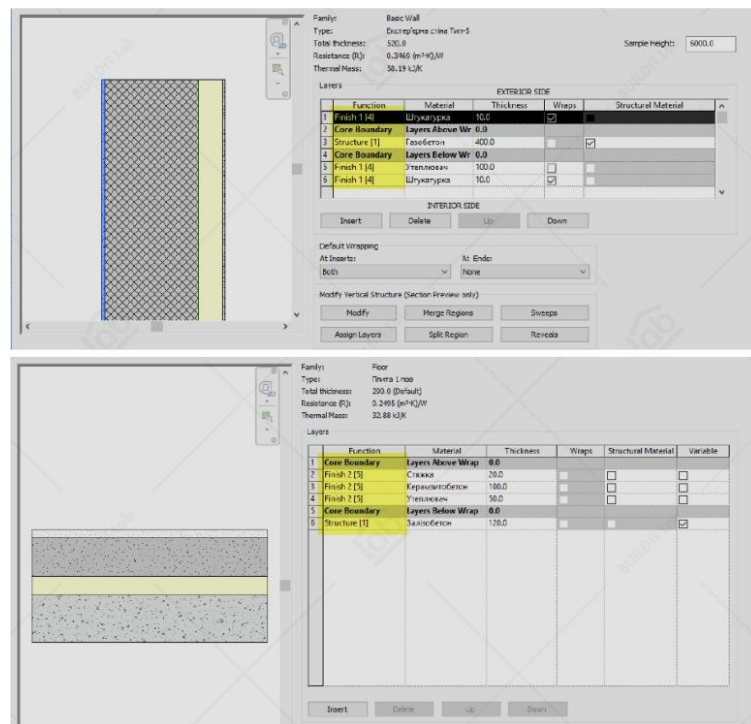 Family: Basic Wall
Type: Екстер'єрна стіна Тип-5
Total thickness: 520.0 Sample Height: 6000.0
Resistance (R): 0.3469 (m²·K)/W
Thermal Mass: 58.19 kJ/K
Layers
EXTERIOR SIDE
Function Material Thickness Wraps Structural Material
1 Finish 1 [4] Штукатурка 10.0
2 Core Boundary Layers Above Wr 0.0
3 Structure [1] Газобетон 400.0
4 Core Boundary Layers Below Wr 0.0
5 Finish 1 [4] Утеплювач 100.0
6 Finish 1 [4] Штукатурка 10.0
INTERIOR SIDE
Insert Delete Up Down
Default Wrapping
At Inserts: At Ends:
Both None
Modify Vertical Structure (Section Preview only)
Modify Merge Regions Sweeps
Assign Layers Split Region Reveals
Family: Floor
Type: Плита 1 пов
Total thickness: 290.0 (Default)
Resistance (R): 0.2495 (m²·K)/W
Thermal Mass: 32.88 kJ/K
Layers
Function Material Thickness Wraps Structural Material Variable
1 Core Boundary Layers Above Wrap 0.0
2 Finish 2 [5] Стяжка 20.0
3 Finish 2 [5] Керамзитобетон 100.0
4 Finish 2 [5] Утеплювач 50.0
5 Core Boundary Layers Below Wrap 0.0
6 Structure [1] Залізобетон 120.0
Insert Delete Up Down